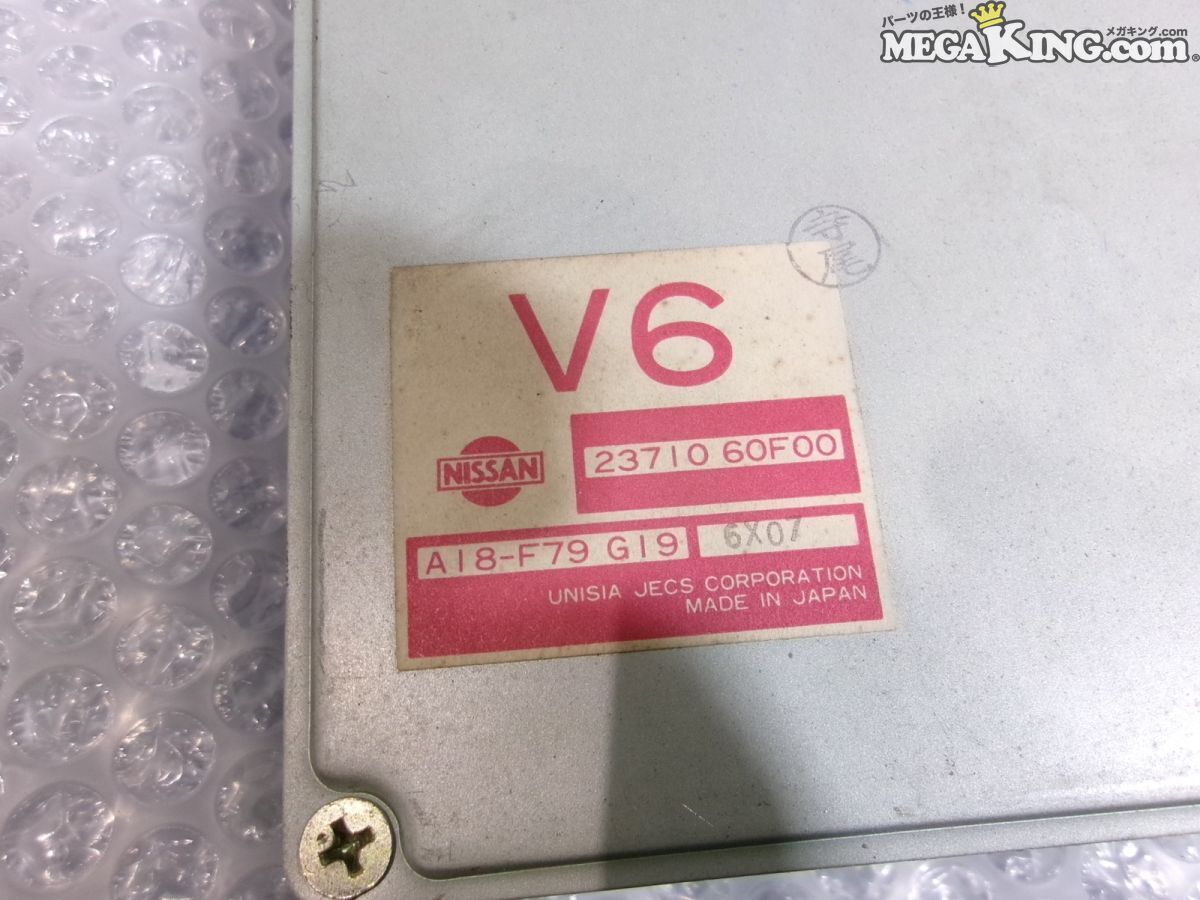 パーツの王様!
メガキング.com
MEGAKING.com
V6
NISSAN
23710 60F00
A18-F79 G19
6X07
UNISIA JECS CORPORATION
MADE IN JAPAN